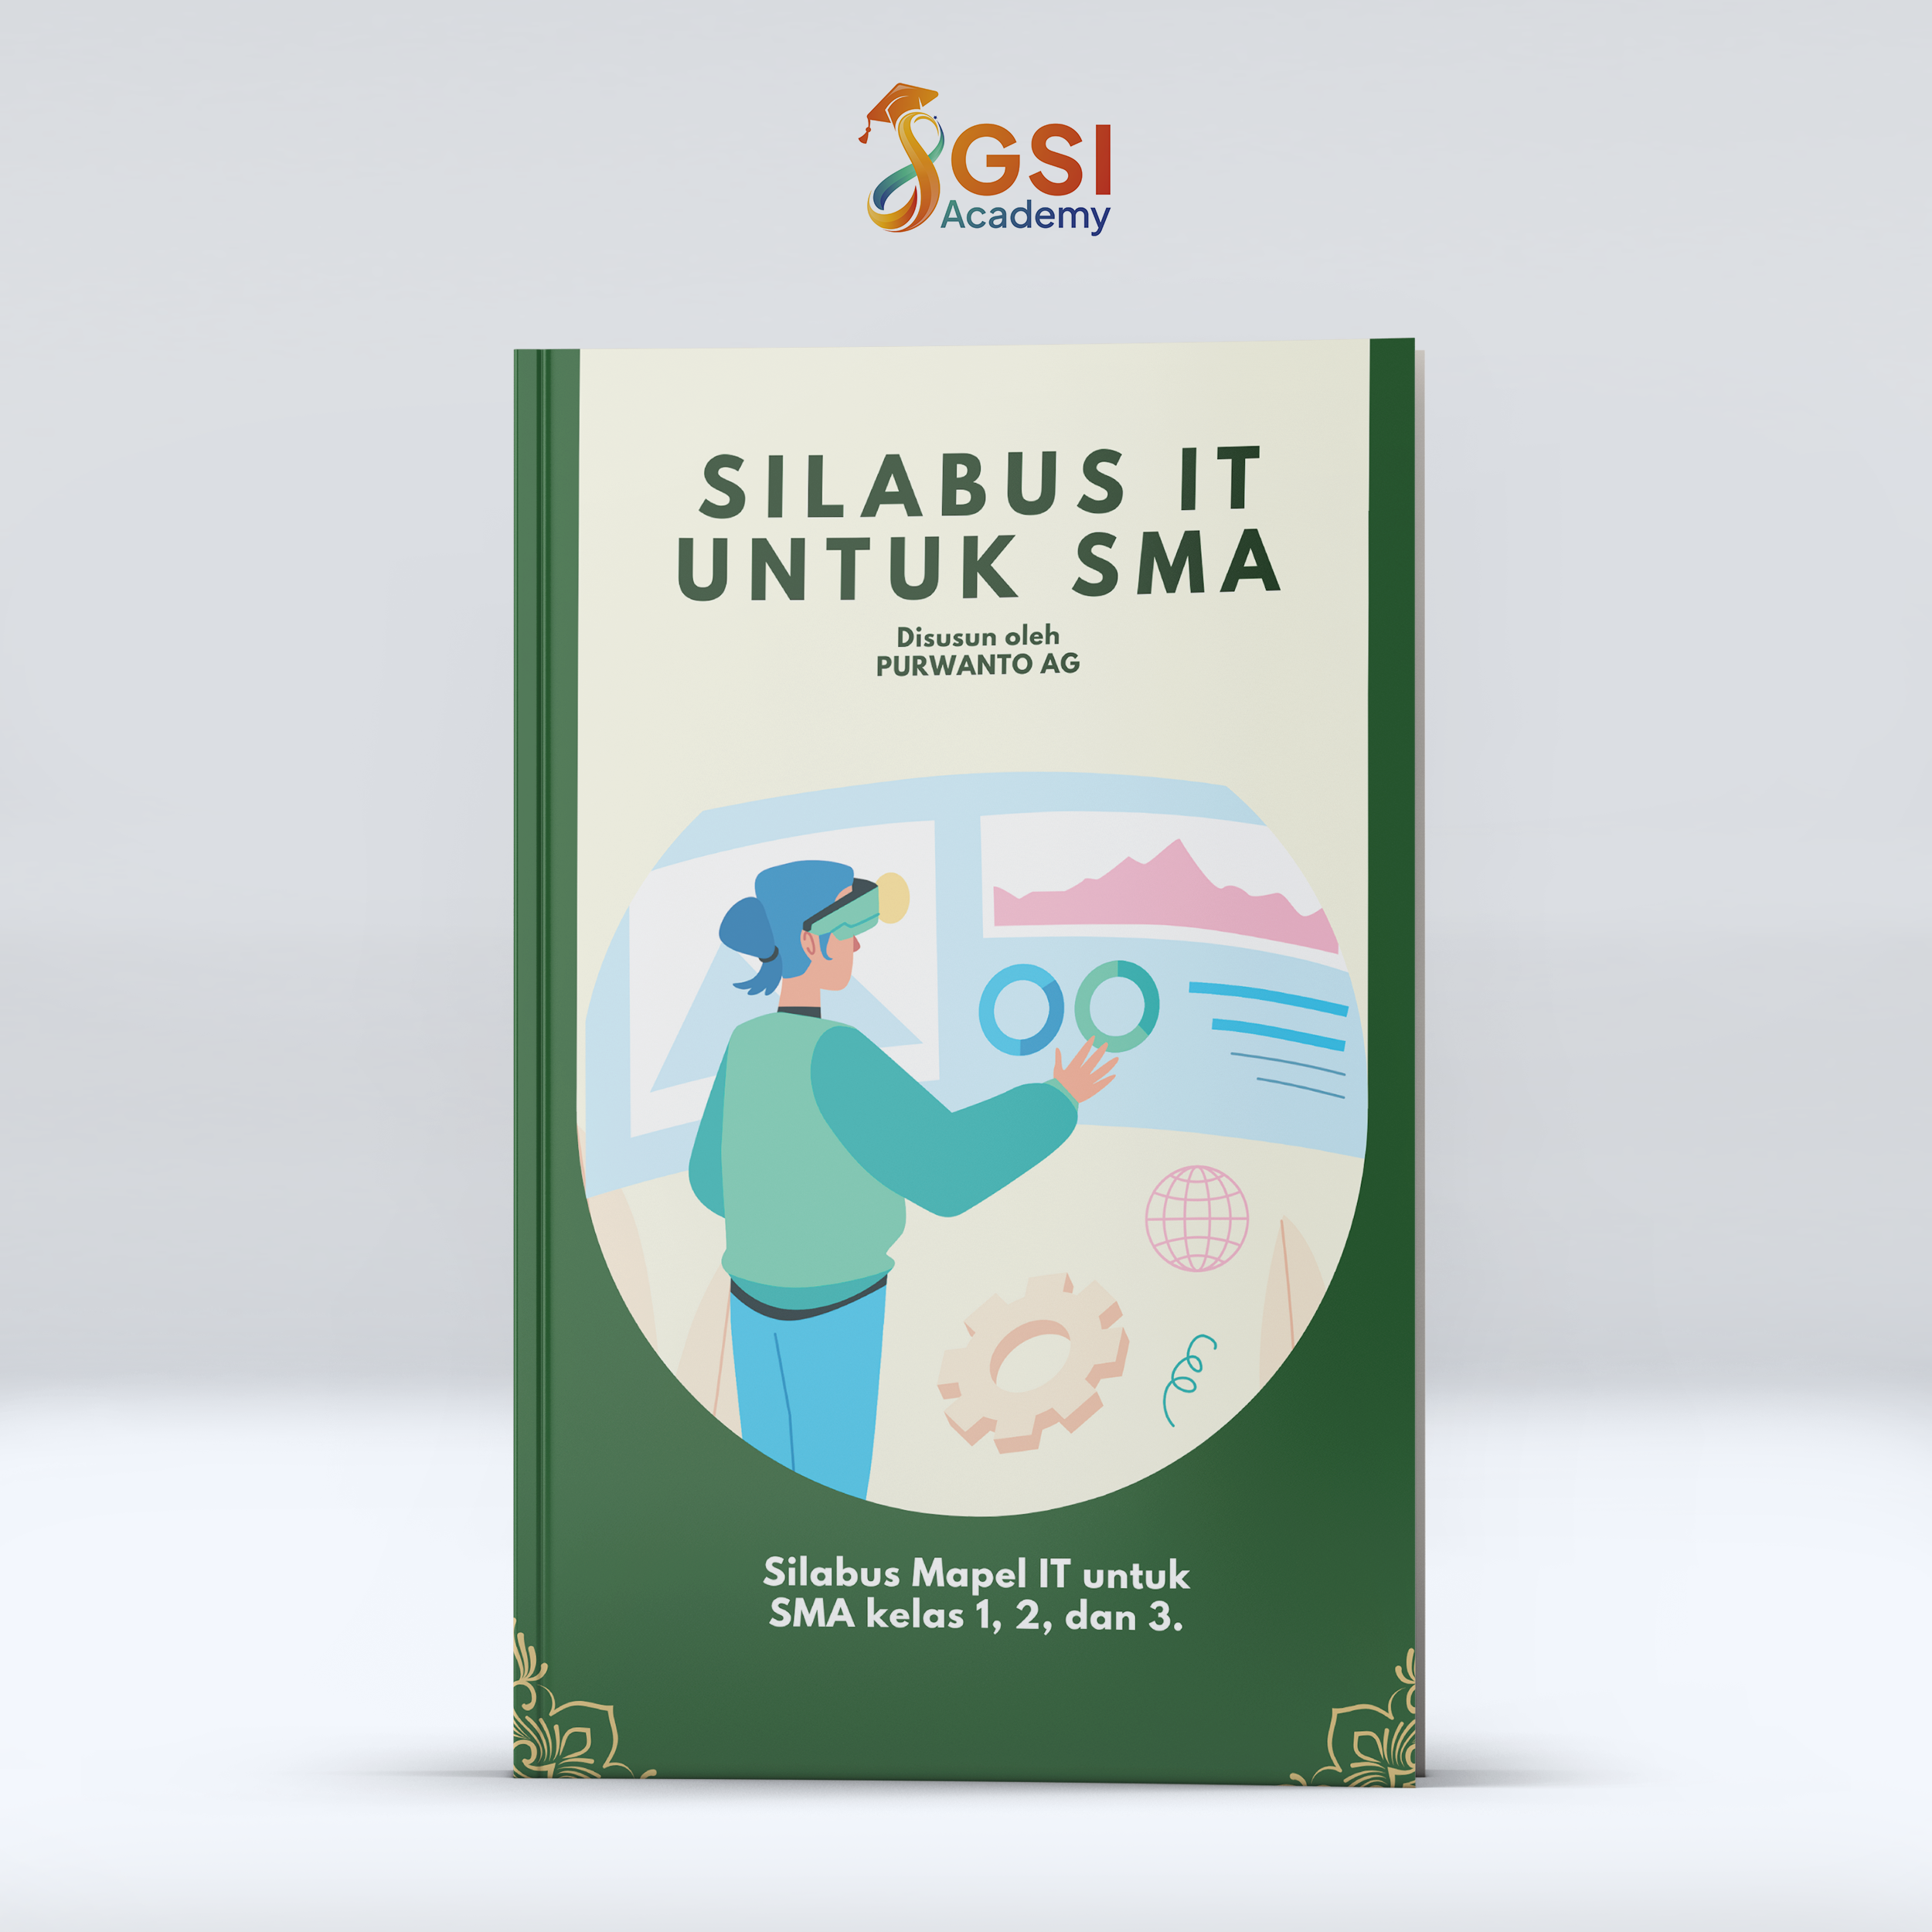 GSI
Academy
SILABUS IT
UNTUK SMA
Disusun oleh
PURWANTO AG
Silabus Mapel IT untuk
SMA kelas 1, 2, dan 3.